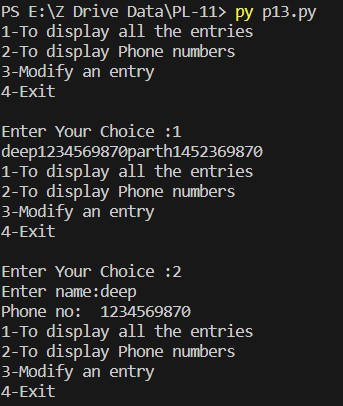 PS E:\Z Drive Data\PL-11> py p13.py
1-To display all the entries
2-To display Phone numbers
3-Modify an entry
4-Exit
Enter Your Choice :1
deep1234569870parth1452369870
1-To display all the entries
2-To display Phone numbers
3-Modify an entry
4-Exit
Enter Your Choice :2
Enter name:deep
Phone no:  1234569870
1-To display all the entries
2-To display Phone numbers
3-Modify an entry
4-Exit